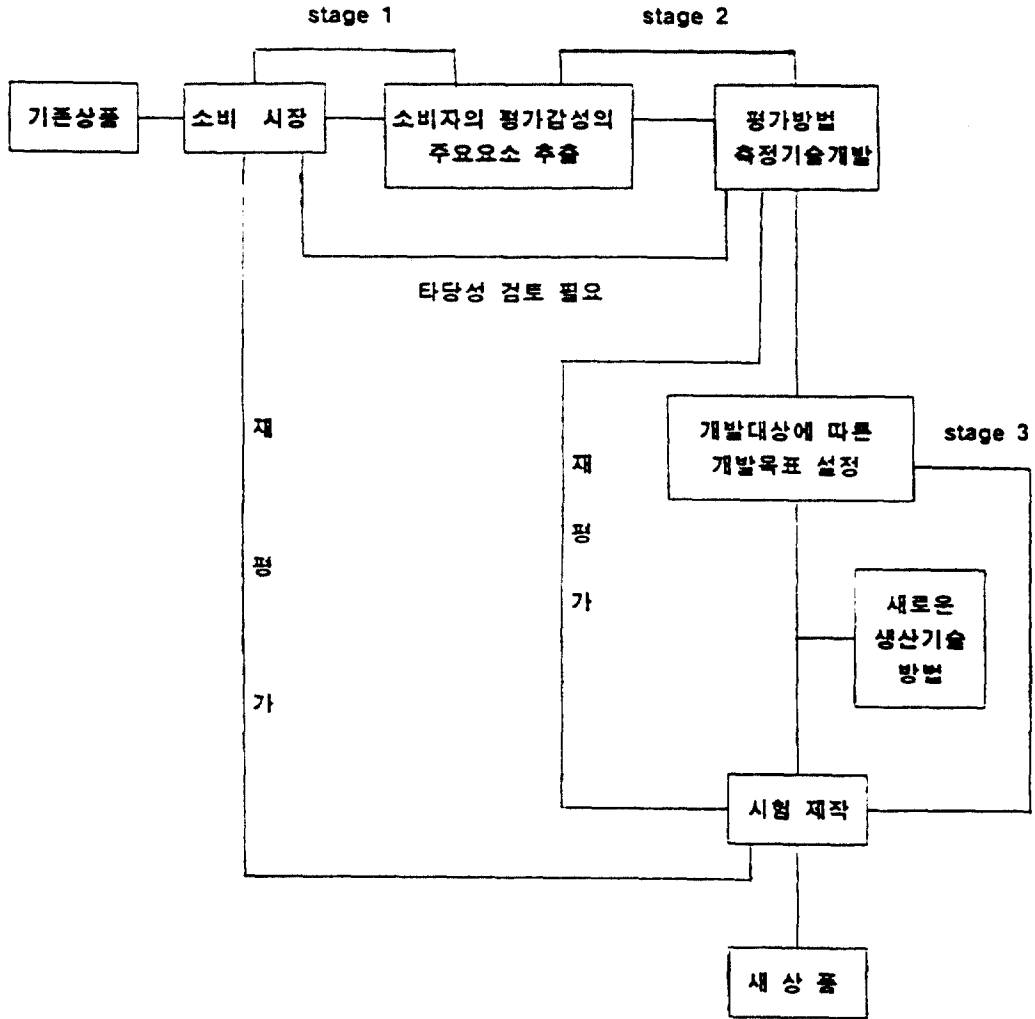 stage 1
stage 2
기존상품
소비 시장
소비자의 평가감성의
주요요소 추출
평가방법
측정기술개발
타당성 검토 필요
재
평
가
재
평
가
개발대상에 따른
개발목표 설정
stage 3
새로운
생산기술
방법
시험 제작
새 상 품